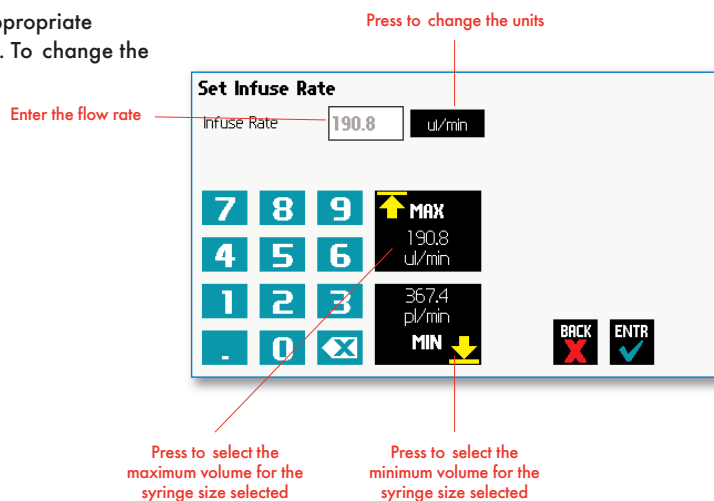 ppropriate
. To change the
Press to change the units
Set Infuse Rate
Enter the flow rate
Infuse Rate 190.8 ul/min
7 8 9 MAX
190.8
4 5 6 ul/min
1 2 3 367.4
pl/min
. 0 MIN BACK ENTR
Press to select the
maximum volume for the
syringe size selected
Press to select the
minimum volume for the
syringe size selected